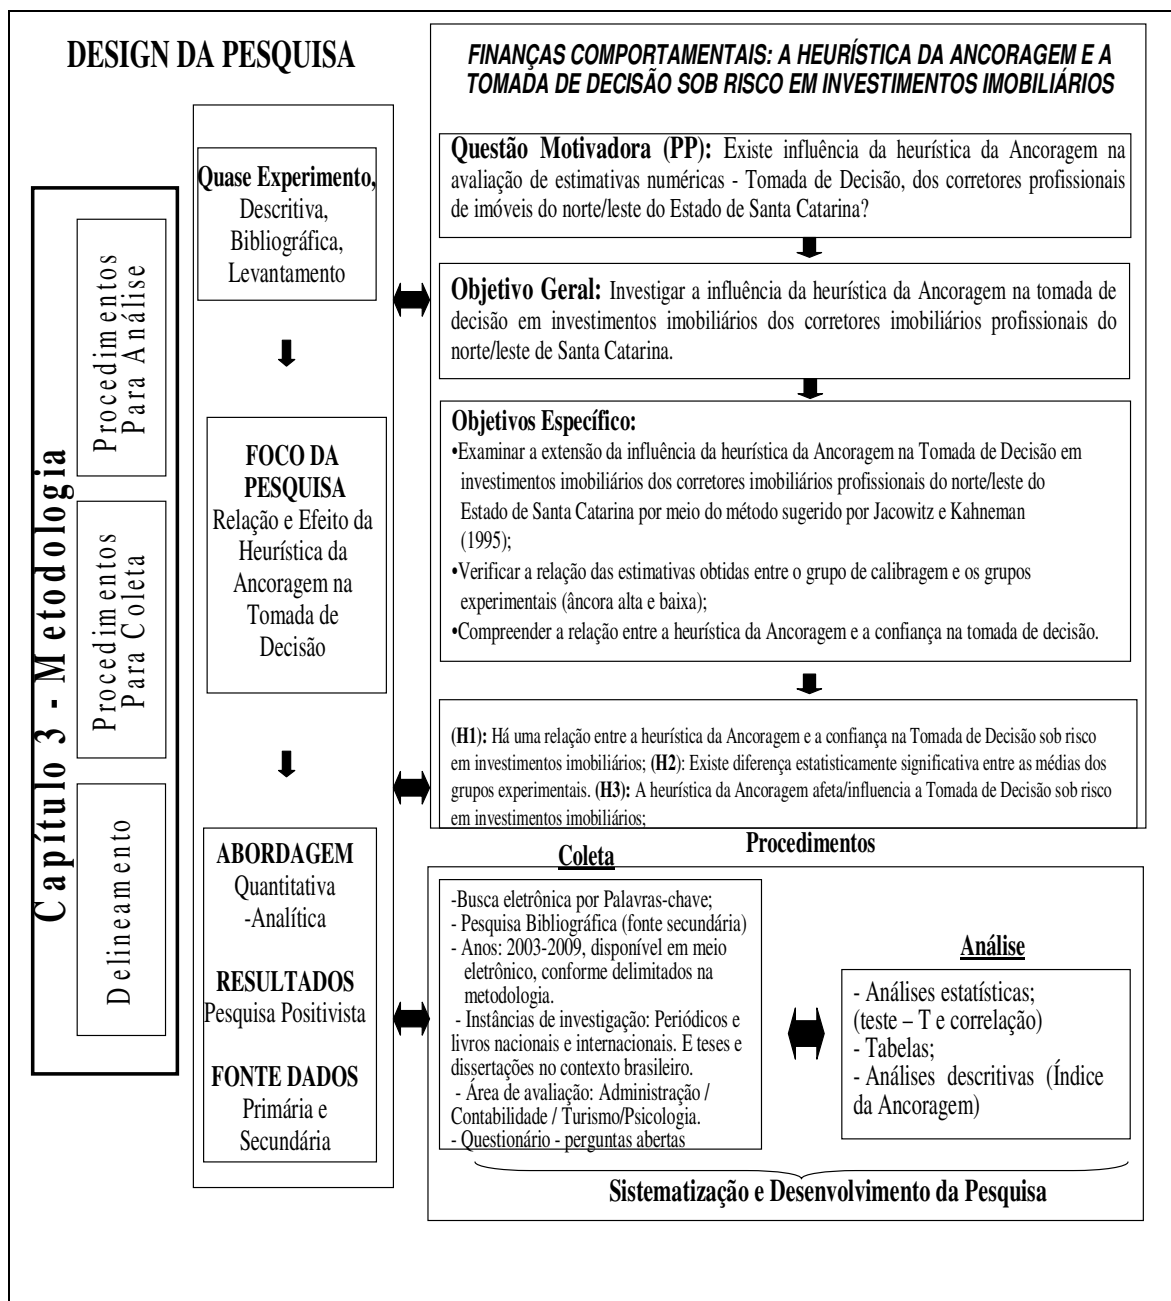 DESIGN DA PESQUISA
Capítulo 3 - Metodologia
Procedimentos
Para Análise
Procedimentos
Para Coleta
Delineamento
Quase Experimento,
Descritiva,
Bibliográfica,
Levantamento
FOCO DA
PESQUISA
Relação e Efeito da
Heurística da
Ancoragem na
Tomada de
Decisão
ABORDAGEM
Quantitativa
-Analítica
RESULTADOS
Pesquisa Positivista
FONTE DADOS
Primária e
Secundária
FINANÇAS COMPORTAMENTAIS: A HEURÍSTICA DA ANCORAGEM E A
TOMADA DE DECISÃO SOB RISCO EM INVESTIMENTOS IMOBILIÁRIOS
Questão Motivadora (PP): Existe influência da heurística da Ancoragem na
avaliação de estimativas numéricas - Tomada de Decisão, dos corretores profissionais
de imóveis do norte/leste do Estado de Santa Catarina?
Objetivo Geral: Investigar a influência da heurística da Ancoragem na tomada de
decisão em investimentos imobiliários dos corretores imobiliários profissionais do
norte/leste de Santa Catarina.
Objetivos Específico:
•Examinar a extensão da influência da heurística da Ancoragem na Tomada de Decisão em
investimentos imobiliários dos corretores imobiliários profissionais do norte/leste do
Estado de Santa Catarina por meio do método sugerido por Jacowitz e Kahneman
(1995);
•Verificar a relação das estimativas obtidas entre o grupo de calibragem e os grupos
experimentais (âncora alta e baixa);
•Compreender a relação entre a heurística da Ancoragem e a confiança na tomada de decisão.
(H1): Há uma relação entre a heurística da Ancoragem e a confiança na Tomada de Decisão sob risco
em investimentos imobiliários; (H2): Existe diferença estatisticamente significativa entre as médias dos
grupos experimentais. (H3): A heurística da Ancoragem afeta/influencia a Tomada de Decisão sob risco
em investimentos imobiliários;
Procedimentos
Coleta
-Busca eletrônica por Palavras-chave;
- Pesquisa Bibliográfica (fonte secundária)
- Anos: 2003-2009, disponível em meio
eletrônico, conforme delimitados na
metodologia.
- Instâncias de investigação: Periódicos e
livros nacionais e internacionais. E teses e
dissertações no contexto brasileiro.
- Área de avaliação: Administração /
Contabilidade / Turismo/Psicologia.
- Questionário - perguntas abertas
Análise
- Análises estatísticas;
(teste – T e correlação)
- Tabelas;
- Análises descritivas (Índice
da Ancoragem)
Sistematização e Desenvolvimento da Pesquisa